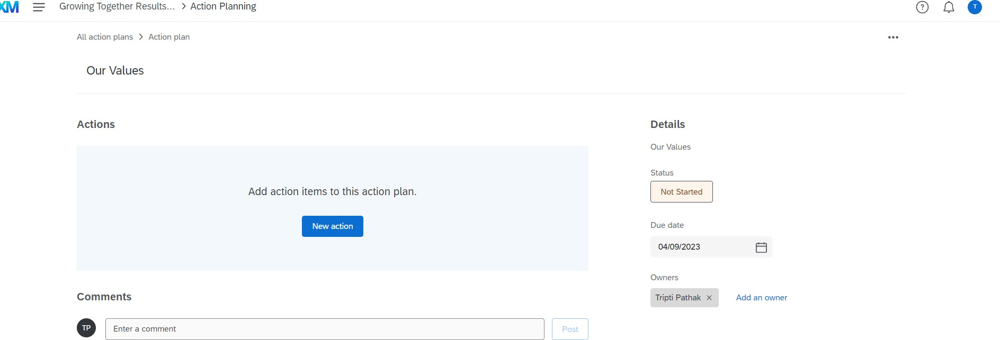 XM
Growing Together Results... > Action Planning
?
T
All action plans > Action plan
Our Values
Actions
Add action items to this action plan.
New action
Comments
TP
Enter a comment
Post
Details
Our Values
Status
Not Started
Due date
04/09/2023
Owners
Tripti Pathak ×
Add an owner